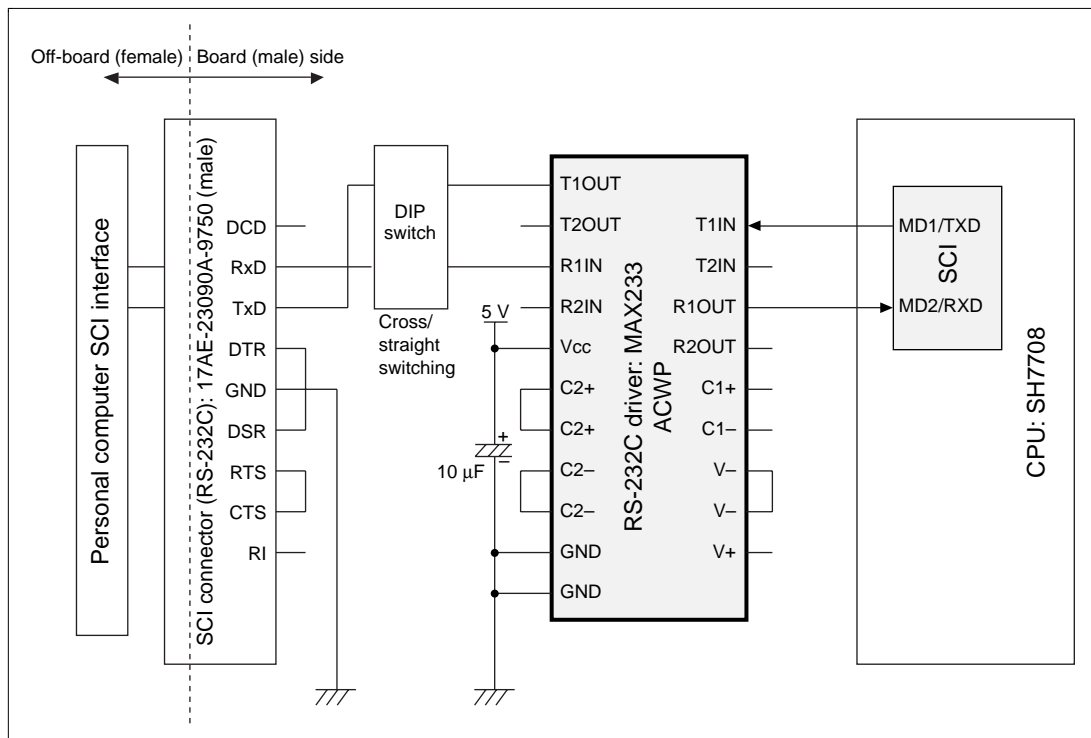 Off-board (female)
Board (male) side
Personal computer SCI interface
SCI connector (RS-232C): 17AE-23090A-9750 (male)
DCD
RxD
TxD
DTR
GND
DSR
RTS
CTS
RI
DIP
switch
Cross/
straight
switching
5 V
+
–
10 μF
T1OUT
T2OUT
R1IN
R2IN
Vcc
C2+
C2+
C2–
C2–
GND
GND
RS-232C driver: MAX233
ACWP
T1IN
T2IN
R1OUT
R2OUT
C1+
C1–
V–
V–
V+
MD1/TXD
MD2/RXD
SCI
CPU: SH7708